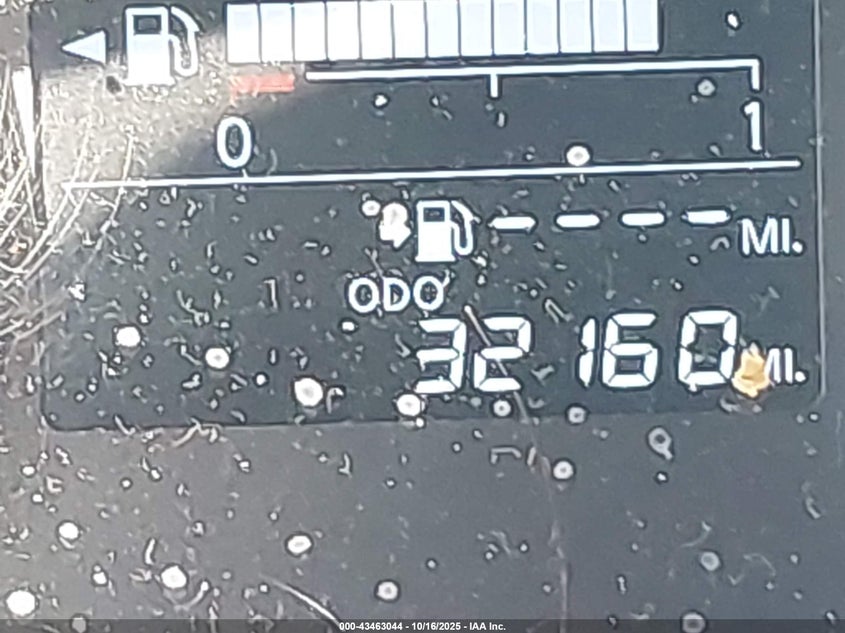 0 1
---- MI.
ODO
32160 MI.
000-43463044 - 10/16/2025 - IAA Inc.